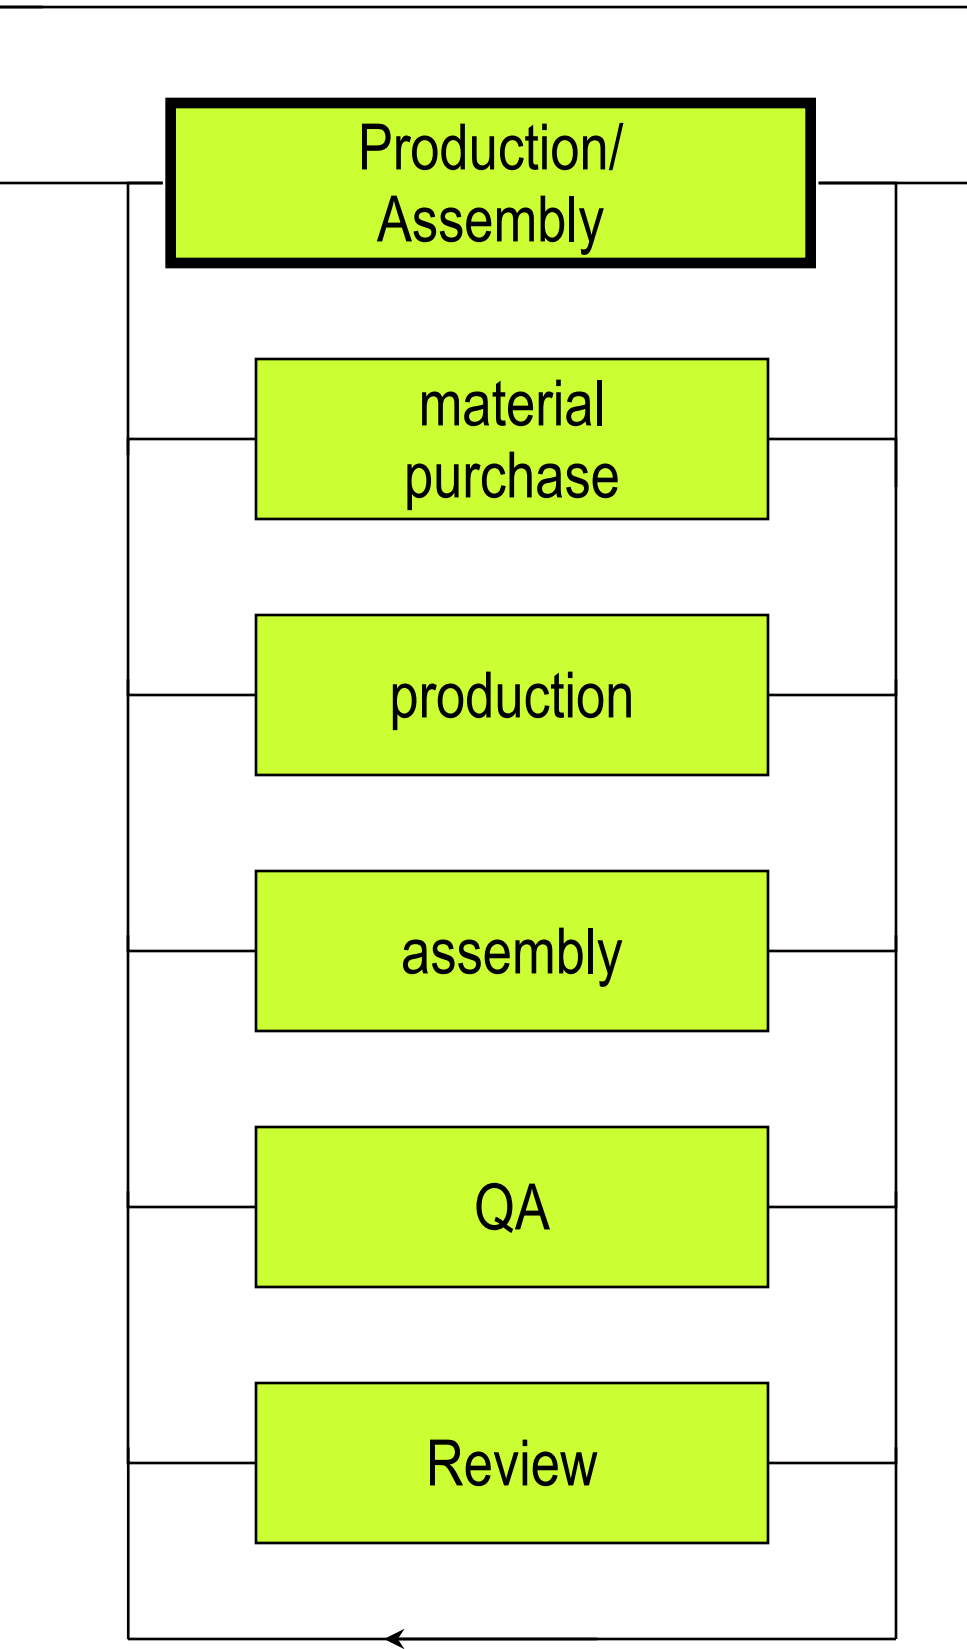 Production/
Assembly
material
purchase
production
assembly
QA
Review